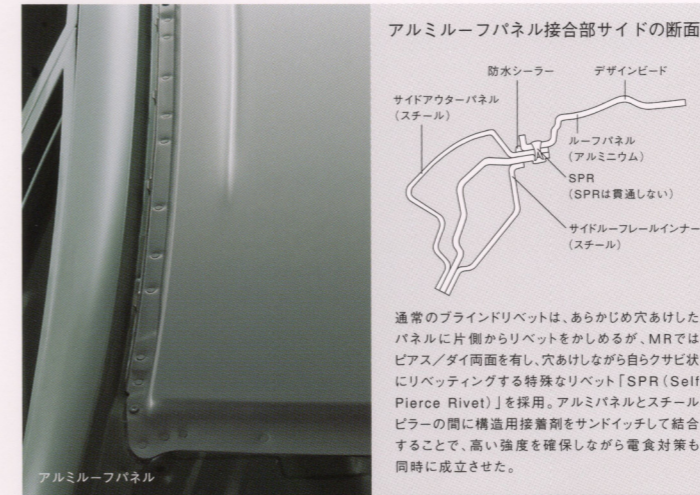 アルミルーフパネル接合部サイドの断面
防水シーラー
デザインビード
サイドアウターパネル
（スチール）
ルーフパネル
（アルミニウム）
SPR
（SPRは貫通しない）
サイドルーフレールインナー
（スチール）
通常のブラインドリベットは、あらかじめ穴あけした
パネルに片側からリベットをかしめるが、MRでは
ピアス／ダイ両面を有し、穴あけしながら自らクサビ状
にリベッティングする特殊なリベット「SPR（Self
Pierce Rivet）」を採用。アルミパネルとスチール
ピラーの間に構造用接着剤をサンドイッチして結合
することで、高い強度を確保しながら電食対策も
同時に成立させた。
アルミルーフパネル